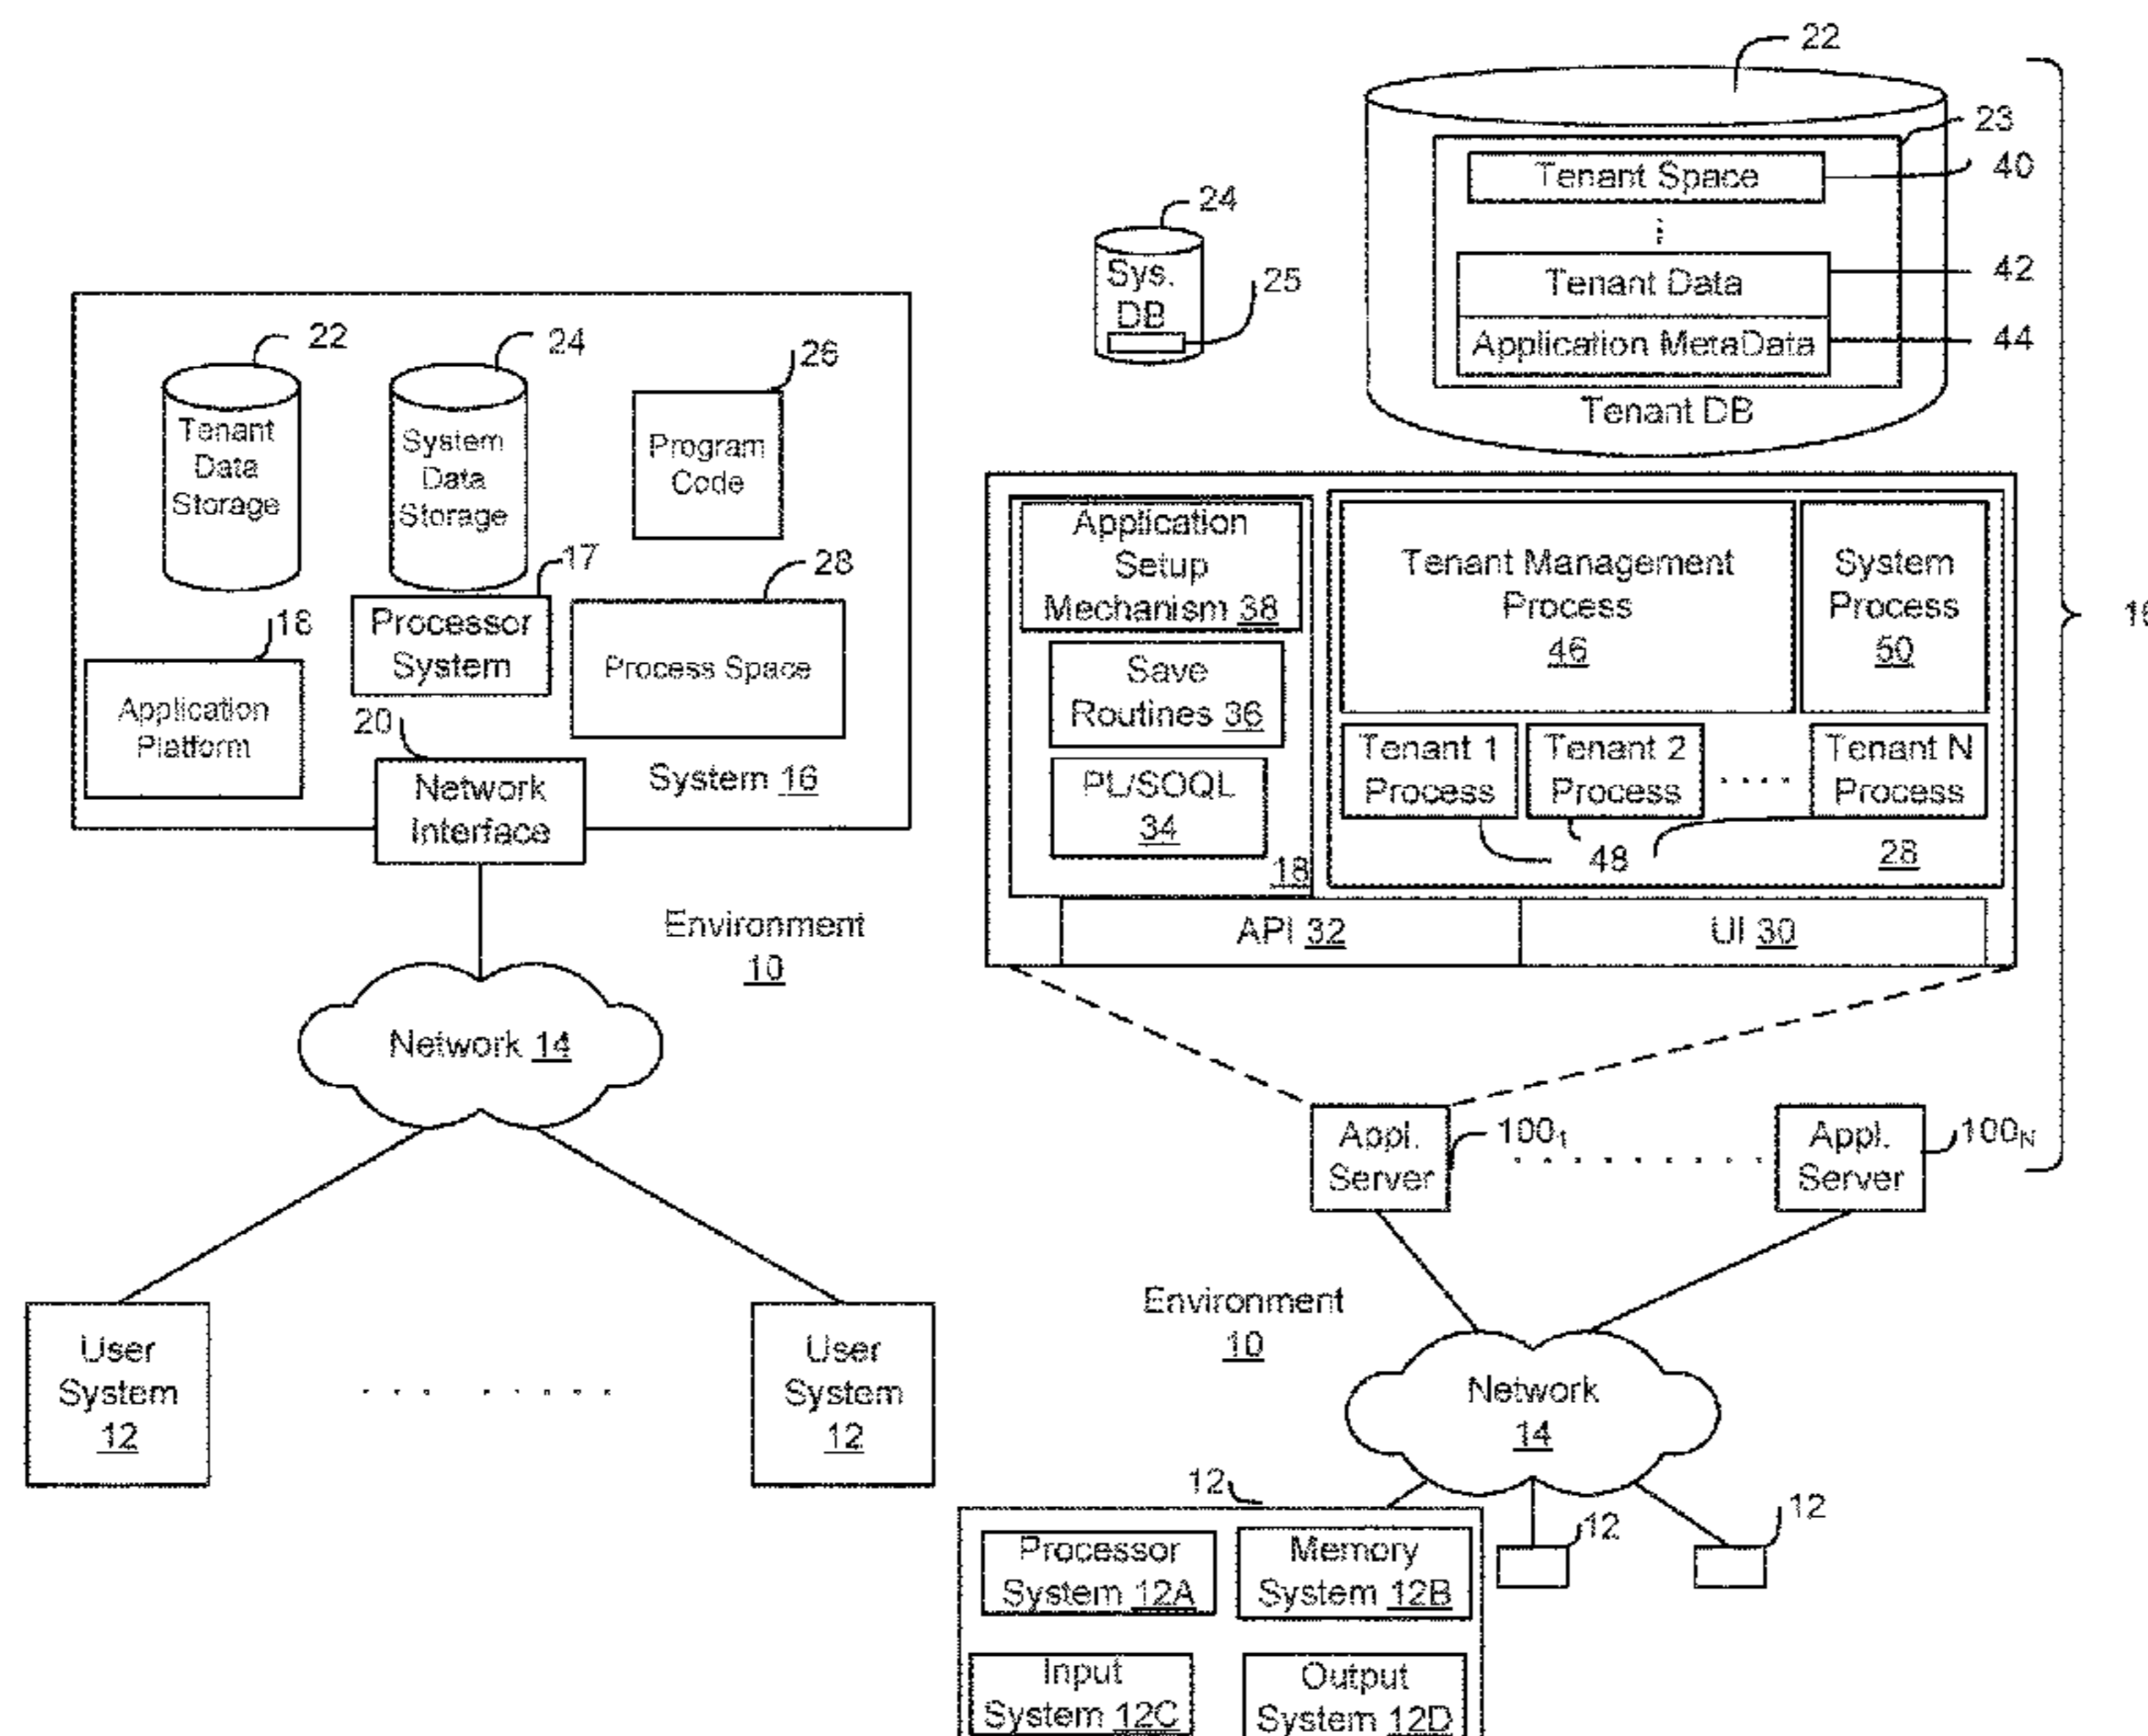 22
24
26
Tenant
Data
Storage
System
Data
Storage
Program
Code
17
28
18
Processor
System
Process Space
Application
Platform
20
Network
Interface
System 16
Environment
10
Network 14
User
System
12
User
System
12
22
23
Tenant Space
40
24
Sys.
DB
25
Tenant Data
42
Application MetaData
44
Tenant DB
Application
Setup
Mechanism 38
Tenant Management
Process
46
System
Process
50
16
Save
Routines 36
PL/SOQL
34
Tenant 1
Process
Tenant 2
Process
Tenant N
Process
18
48
28
API 32
UI 30
Appl.
Server
100₁
Appl.
Server
100N
Environment
10
Network
14
12
12
12
Processor
System 12A
Memory
System 12B
Input
System 12C
Output
System 12D